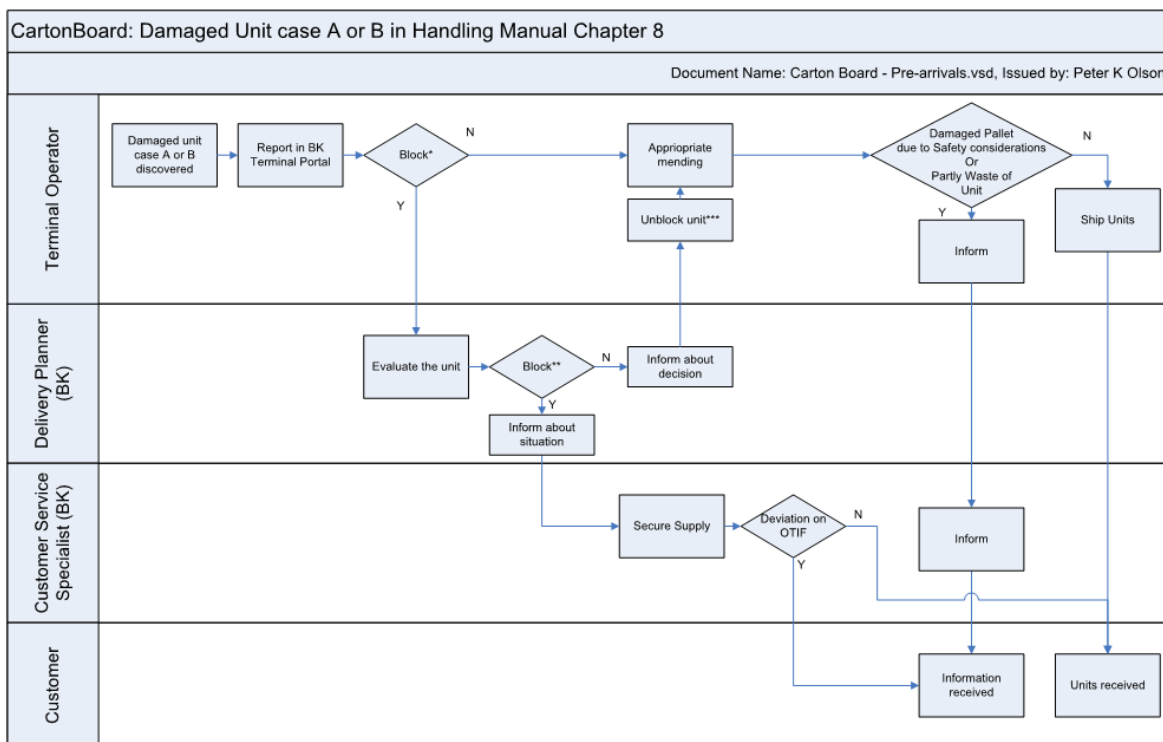 CartonBoard: Damaged Unit case A or B in Handling Manual Chapter 8
Document Name: Carton Board - Pre-arrivals.vsd, Issued by: Peter K Olson
Terminal Operator
Damaged unit
case A or B
discovered
Report in BK
Terminal Portal
Block*
N
Y
Appriopriate
mending
Unblock unit***
Damaged Pallet
due to Safety considerations
Or
Partly Waste of
Unit
N
Y
Ship Units
Inform
Delivery Planner
(BK)
Evaluate the unit
Block**
N
Y
Inform about
decision
Inform about
situation
Customer Service
Specialist (BK)
Secure Supply
Deviation on
OTIF
N
Y
Inform
Customer
Information
received
Units received